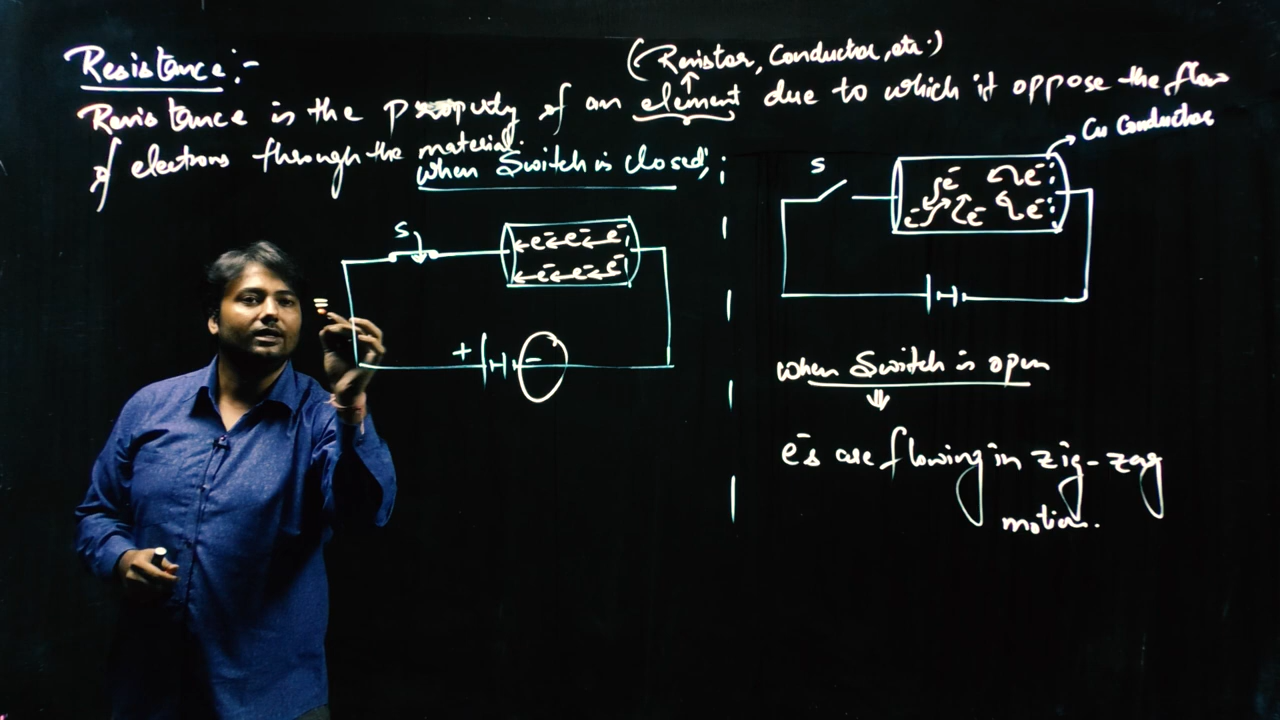 Resistance :-
(Resistor, Conductor, etc.)
Resistance is the property of an element due to which it oppose the flow
of electrons through the material.
when Switch is closed;
Cu Conductor
S
e⁻ e⁻
e⁻ e⁻ e⁻
S
e⁻ e⁻ e⁻
e⁻ e⁻ e⁻
+ -
when Switch is open
e⁻s are flowing in zig-zag
motion.